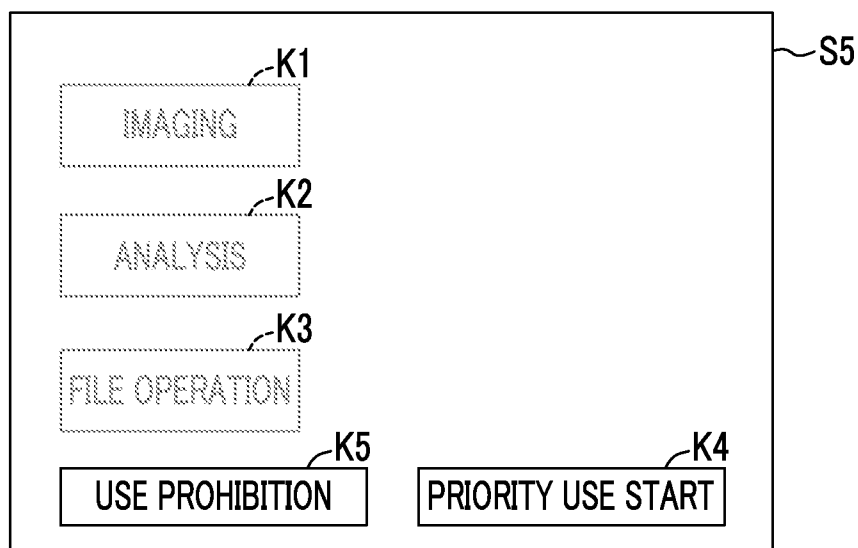 S5
K1
IMAGING
K2
ANALYSIS
K3
FILE OPERATION
K5
USE PROHIBITION
K4
PRIORITY USE START